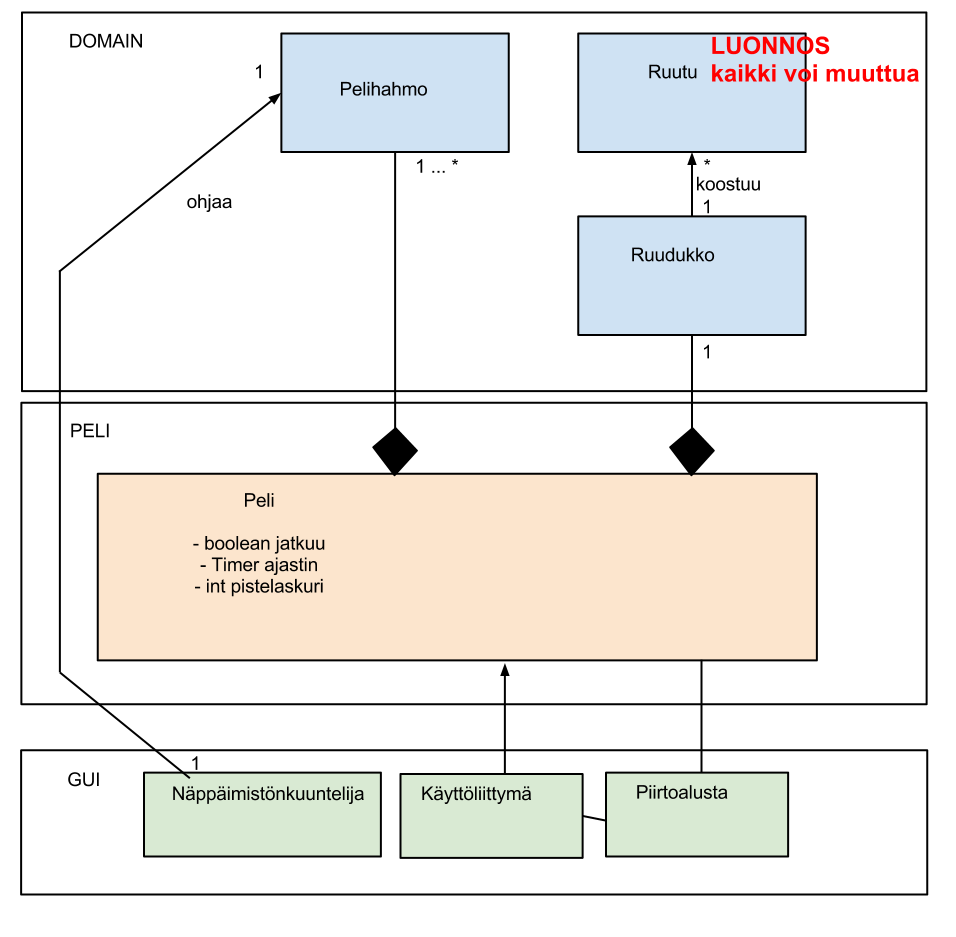 DOMAIN
LUONNOS
kaikki voi muuttua
1
Pelihahmo
Ruutu
1 ... *
*
koostuu
1
ohjaa
Ruudukko
1
PELI
Peli
- boolean jatkuu
- Timer ajastin
- int pistelaskuri
1
GUI
Näppäimistönkuuntelija
Käyttöliittymä
Piirtoalusta